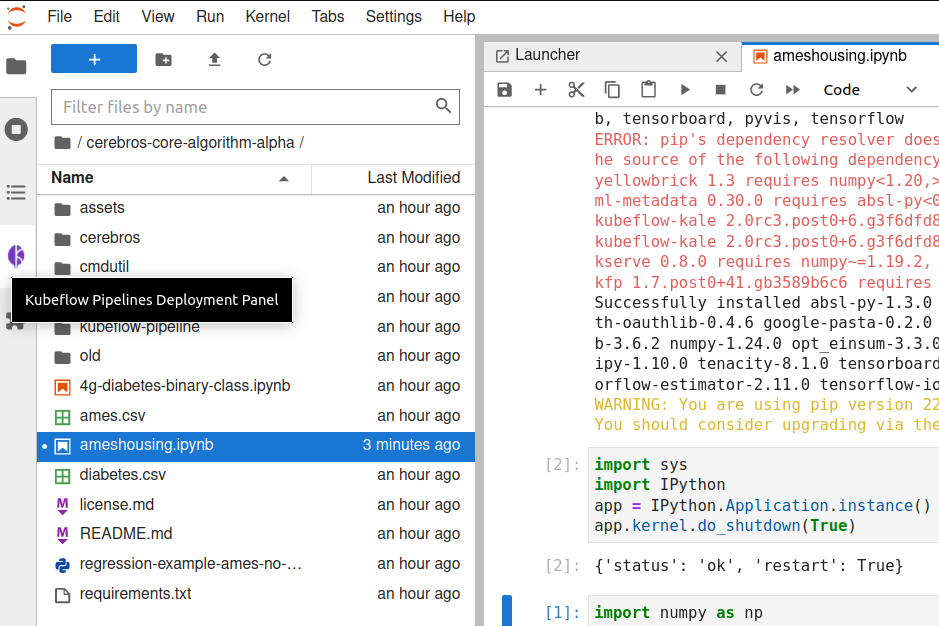 File Edit View Run Kernel Tabs Settings Help
Filter files by name
/ cerebros-core-algorithm-alpha /
Name Last Modified
assets an hour ago
cerebros an hour ago
cmdutil an hour ago
an hour ago
Kubeflow Pipelines Deployment Panel
kubeflow-pipeline an hour ago
old an hour ago
4g-diabetes-binary-class.ipynb an hour ago
ames.csv an hour ago
ameshousing.ipynb 3 minutes ago
diabetes.csv an hour ago
license.md an hour ago
README.md an hour ago
regression-example-ames-no-… an hour ago
requirements.txt an hour ago
Launcher
ameshousing.ipynb
Code
b, tensorboard, pyvis, tensorflow
ERROR: pip's dependency resolver does
he source of the following dependency
yellowbrick 1.3 requires numpy<1.20,>
ml-metadata 0.30.0 requires absl-py<0
kubeflow-kale 2.0rc3.post0+6.g3f6dfd8
kubeflow-kale 2.0rc3.post0+6.g3f6dfd8
kserve 0.8.0 requires numpy~=1.19.2,
kfp 1.7.post0+41.gb3589b6c6 requires
Successfully installed absl-py-1.3.0
th-oauthlib-0.4.6 google-pasta-0.2.0
b-3.6.2 numpy-1.24.0 opt_einsum-3.3.0
ipy-1.10.0 tenacity-8.1.0 tensorboard
orflow-estimator-2.11.0 tensorflow-io
WARNING: You are using pip version 22
You should consider upgrading via the
[2]: import sys
import IPython
app = IPython.Application.instance()
app.kernel.do_shutdown(True)
[2]: {'status': 'ok', 'restart': True}
[1]: import numpy as np